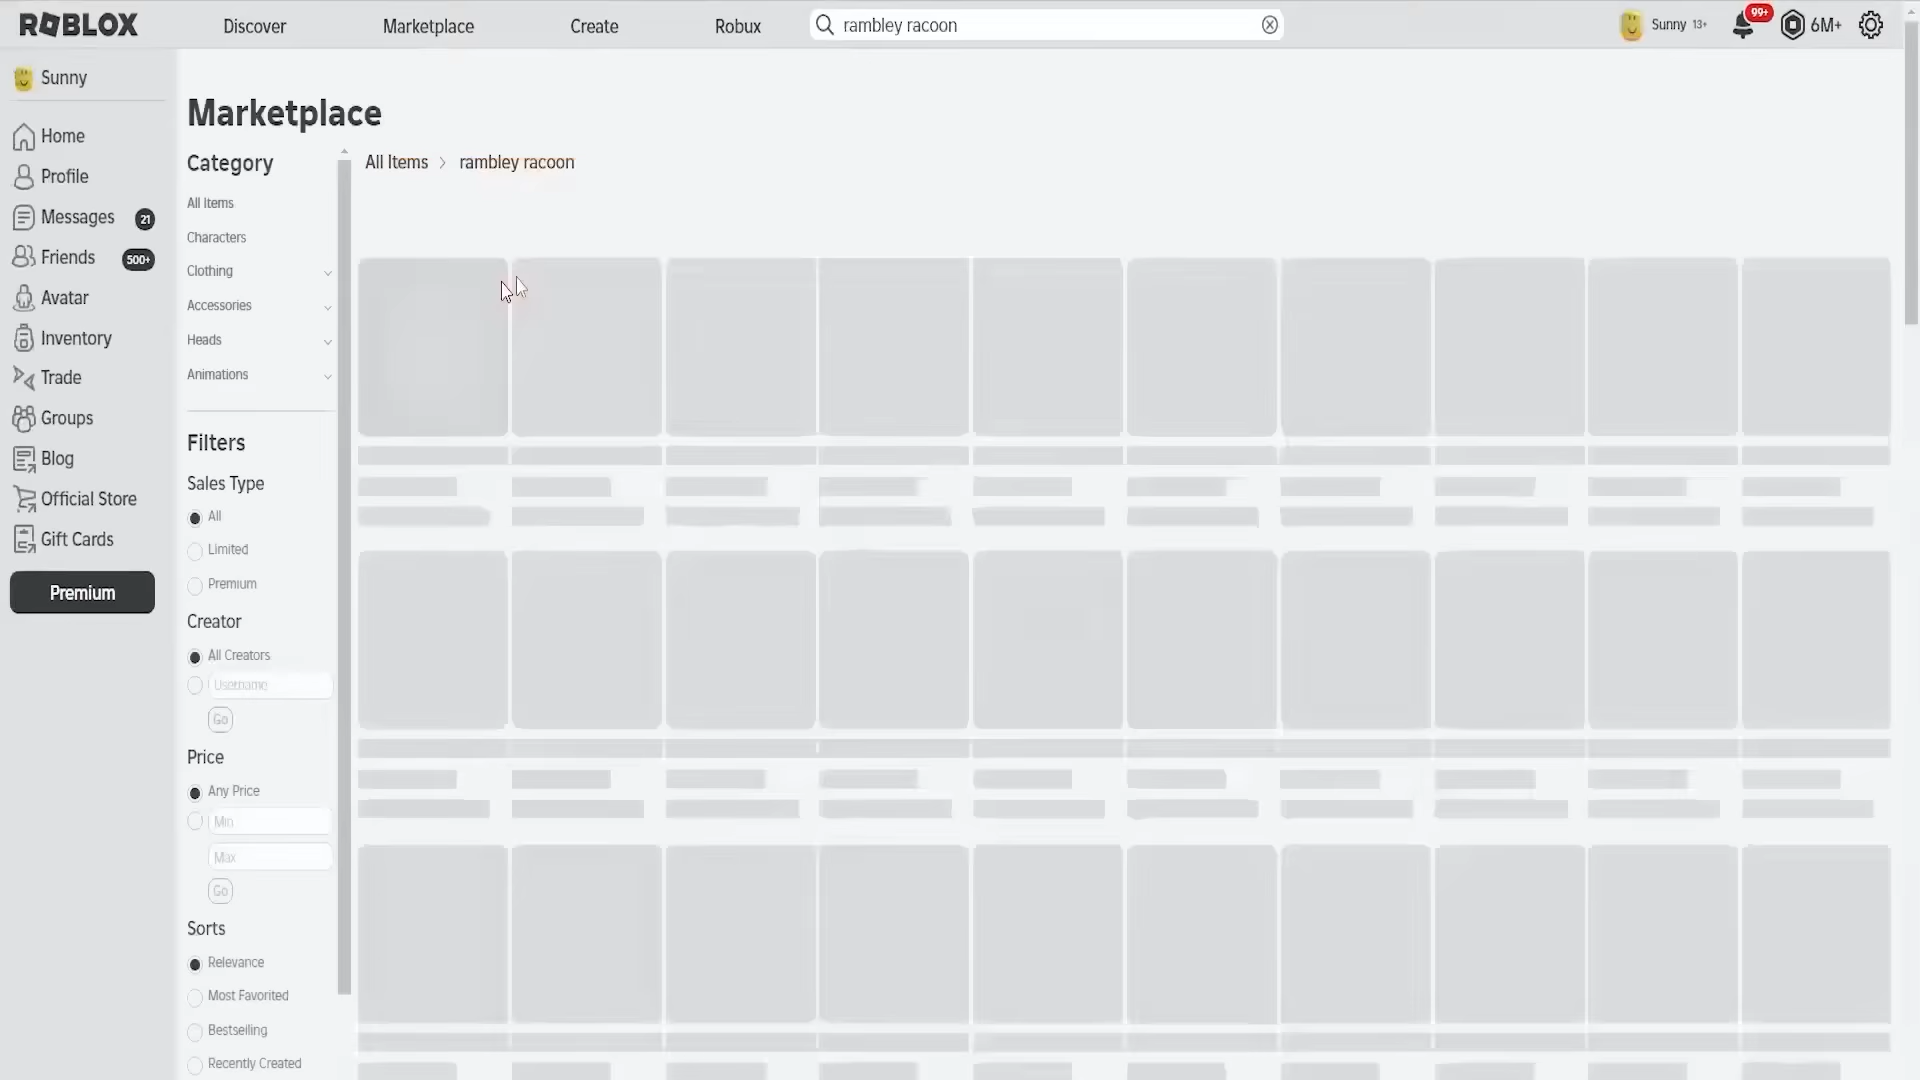 ROBLOX
Discover
Marketplace
Create
Robux
rambley racoon
Sunny 13+
99+
6M+
Sunny
Home
Profile
Messages 21
Friends 500+
Avatar
Inventory
Trade
Groups
Blog
Official Store
Gift Cards
Premium
Marketplace
Category
All Items
Characters
Clothing
Accessories
Heads
Animations
Filters
Sales Type
All
Limited
Premium
Creator
All Creators
Username
Go
Price
Any Price
Min
Max
Go
Sorts
Relevance
Most Favorited
Bestselling
Recently Created
All Items > rambley racoon